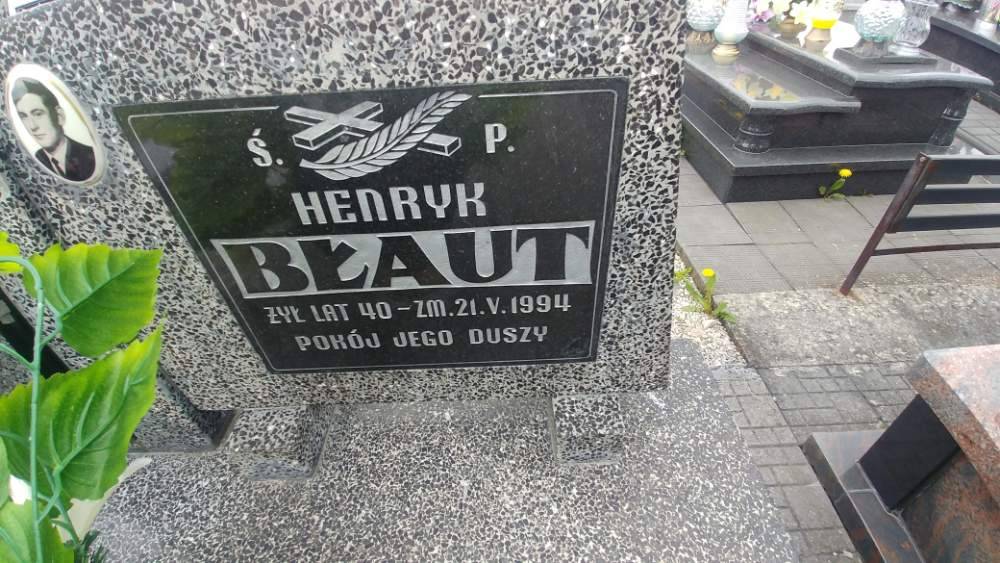 Ś. P.
HENRYK
BŁAUT
ŻYŁ LAT 40 - ZM. 21. V. 1994
POKÓJ JEGO DUSZY